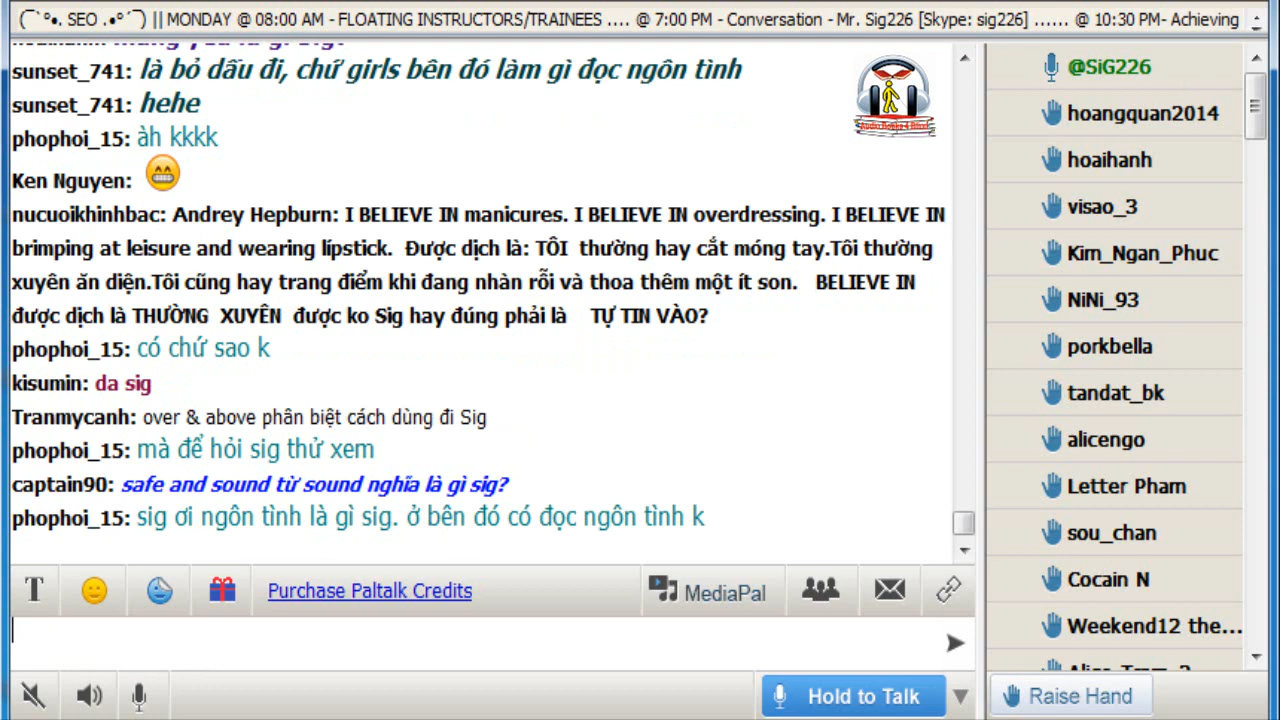 (¯`°•. SEO .•°´¯) || MONDAY @ 08:00 AM - FLOATING INSTRUCTORS/TRAINEES .... @ 7:00 PM - Conversation - Mr. Sig226 [Skype: sig226] ...... @ 10:30 PM- Achieving
sunset_741: là bỏ dấu đi, chứ girls bên đó làm gì đọc ngôn tình
sunset_741: hehe
phophoi_15: àh kkkk
Ken Nguyen:
nucuoikhinhbac: Andrey Hepburn: I BELIEVE IN manicures. I BELIEVE IN overdressing. I BELIEVE IN
brimping at leisure and wearing lípstick. Được dịch là: TÔI thường hay cắt móng tay.Tôi thường
xuyên ăn diện.Tôi cũng hay trang điểm khi đang nhàn rỗi và thoa thêm một ít son. BELIEVE IN
được dịch là THƯỜNG XUYÊN được ko Sig hay đúng phải là TỰ TIN VÀO?
phophoi_15: có chứ sao k
kisumin: da sig
Tranmycanh: over & above phân biệt cách dùng đi Sig
phophoi_15: mà để hỏi sig thử xem
captain90: safe and sound từ sound nghĩa là gì sig?
phophoi_15: sig ơi ngôn tình là gì sig. ở bên đó có đọc ngôn tình k
T
Purchase Paltalk Credits
MediaPal
Hold to Talk
@SiG226
hoangquan2014
hoaihanh
visao_3
Kim_Ngan_Phuc
NiNi_93
porkbella
tandat_bk
alicengo
Letter Pham
sou_chan
Cocain N
Weekend12 the...
Raise Hand